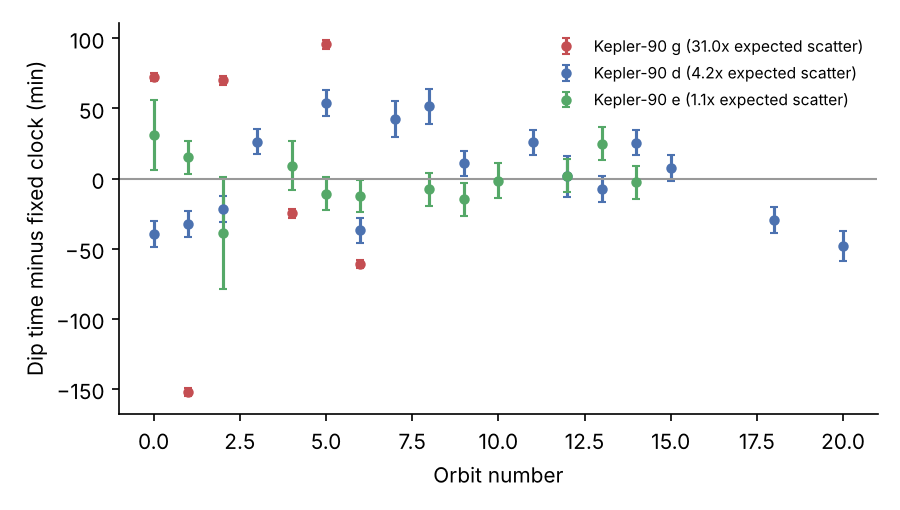 Kepler-90 g (31.0x expected scatter)
Kepler-90 d (4.2x expected scatter)
Kepler-90 e (1.1x expected scatter)
Dip time minus fixed clock (min)
100
50
0
−50
−100
−150
0.0 2.5 5.0 7.5 10.0 12.5 15.0 17.5 20.0
Orbit number